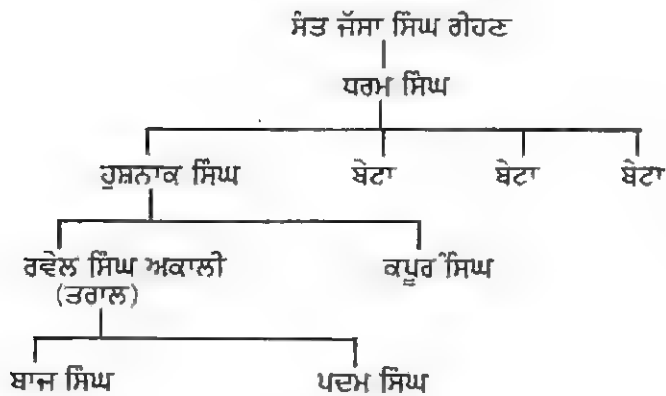 ਸੰਤ ਜੱਸਾ ਸਿੰਘ ਗੀਹਣ
ਧਰਮ ਸਿੰਘ
ਹੁਸ਼ਨਾਕ ਸਿੰਘ ਬੇਟਾ ਬੇਟਾ ਬੇਟਾ
ਰਵੇਲ ਸਿੰਘ ਅਕਾਲੀ ਕਪੂਰ ਸਿੰਘ
(ਤਰਾਲ)
ਬਾਜ ਸਿੰਘ ਪਦਮ ਸਿੰਘ